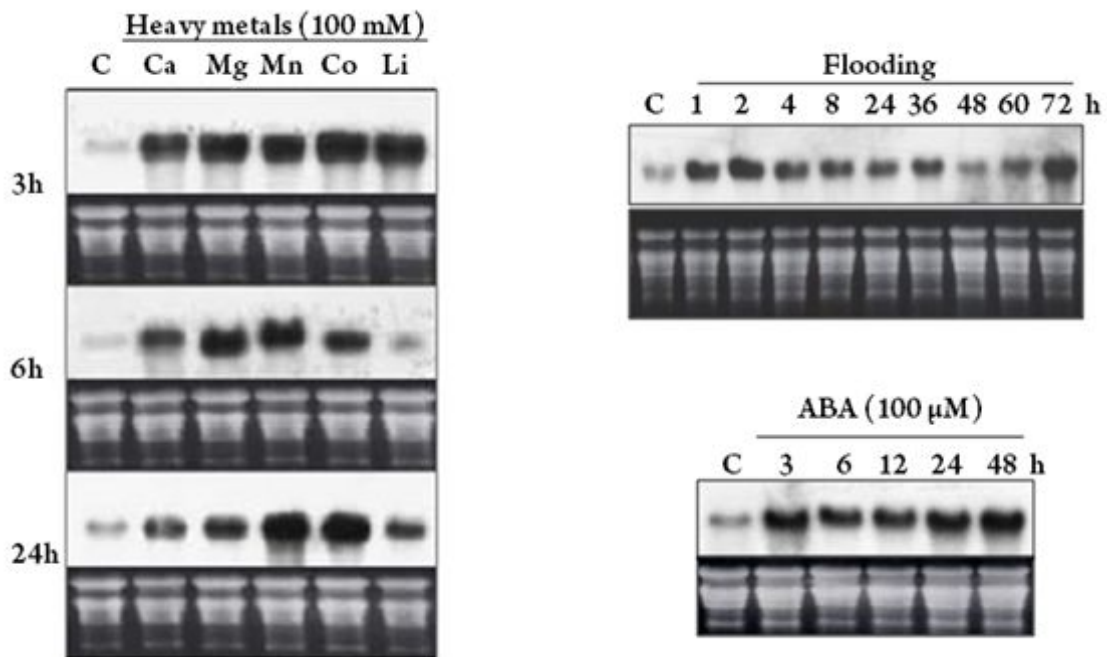 Heavy metals (100 mM)
C Ca Mg Mn Co Li
3h
6h
24h
Flooding
C 1 2 4 8 24 36 48 60 72 h
ABA (100 µM)
C 3 6 12 24 48 h